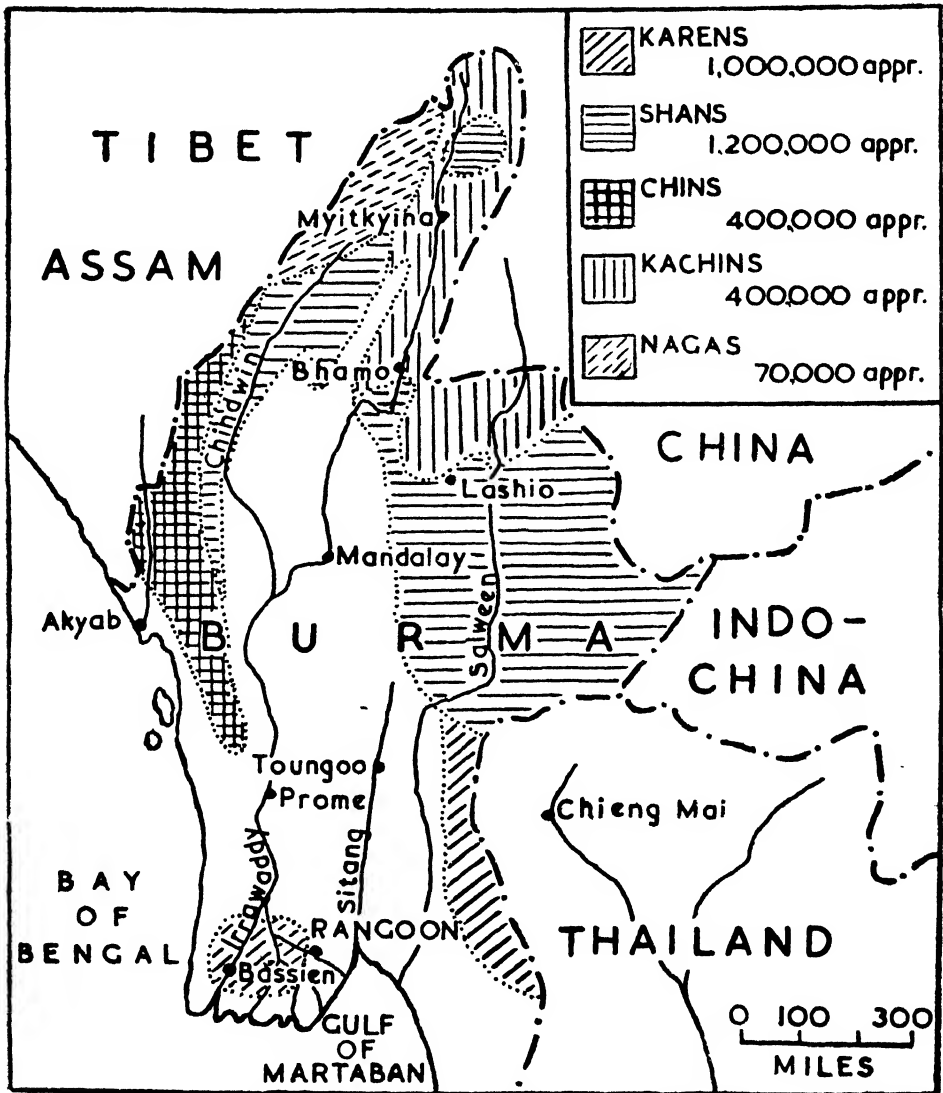 KARENS
1,000,000 appr.
SHANS
1.200,000 appr.
CHINS
400,000 appr.
KACHINS
400,000 appr.
NAGAS
70,000 appr.
TIBET
ASSAM
Myitkyina
Bhamo
Chindwin
CHINA
Lashio
Mandalay
Salween
Akyab
BURMA
INDO-
CHINA
Toungoo
Prome
Chieng Mai
Irrawaddy
Sitang
BAY
OF
BENGAL
RANGOON
Bassien
THAILAND
GULF
OF
MARTABAN
0 100 300
MILES